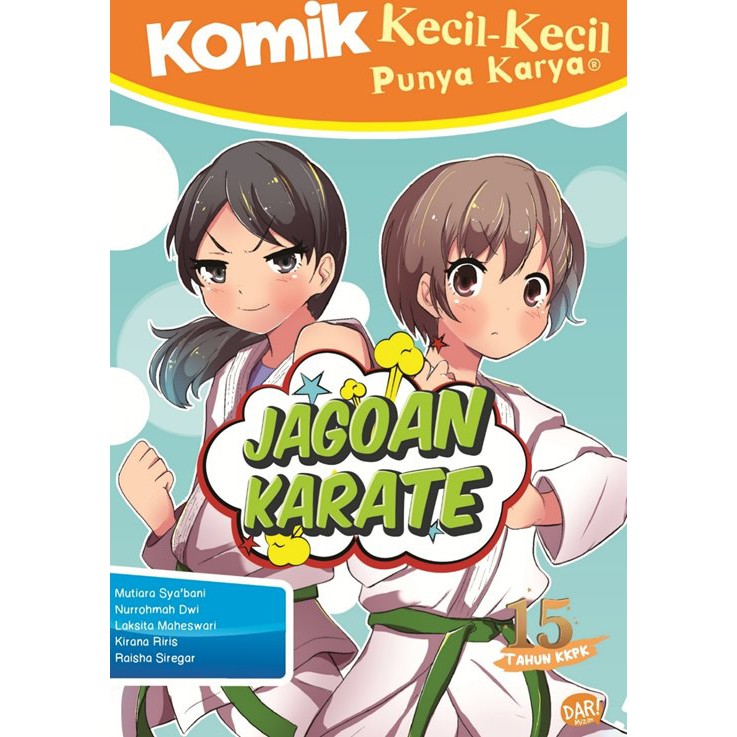 Komik Kecil-Kecil
Punya Karya®
JAGOAN
KARATE
Mutiara Sya'bani
Nurrohmah Dwi
Laksita Maheswari
Kirana Riris
Raisha Siregar
15
TAHUN KKPK
DAR!
Mizan